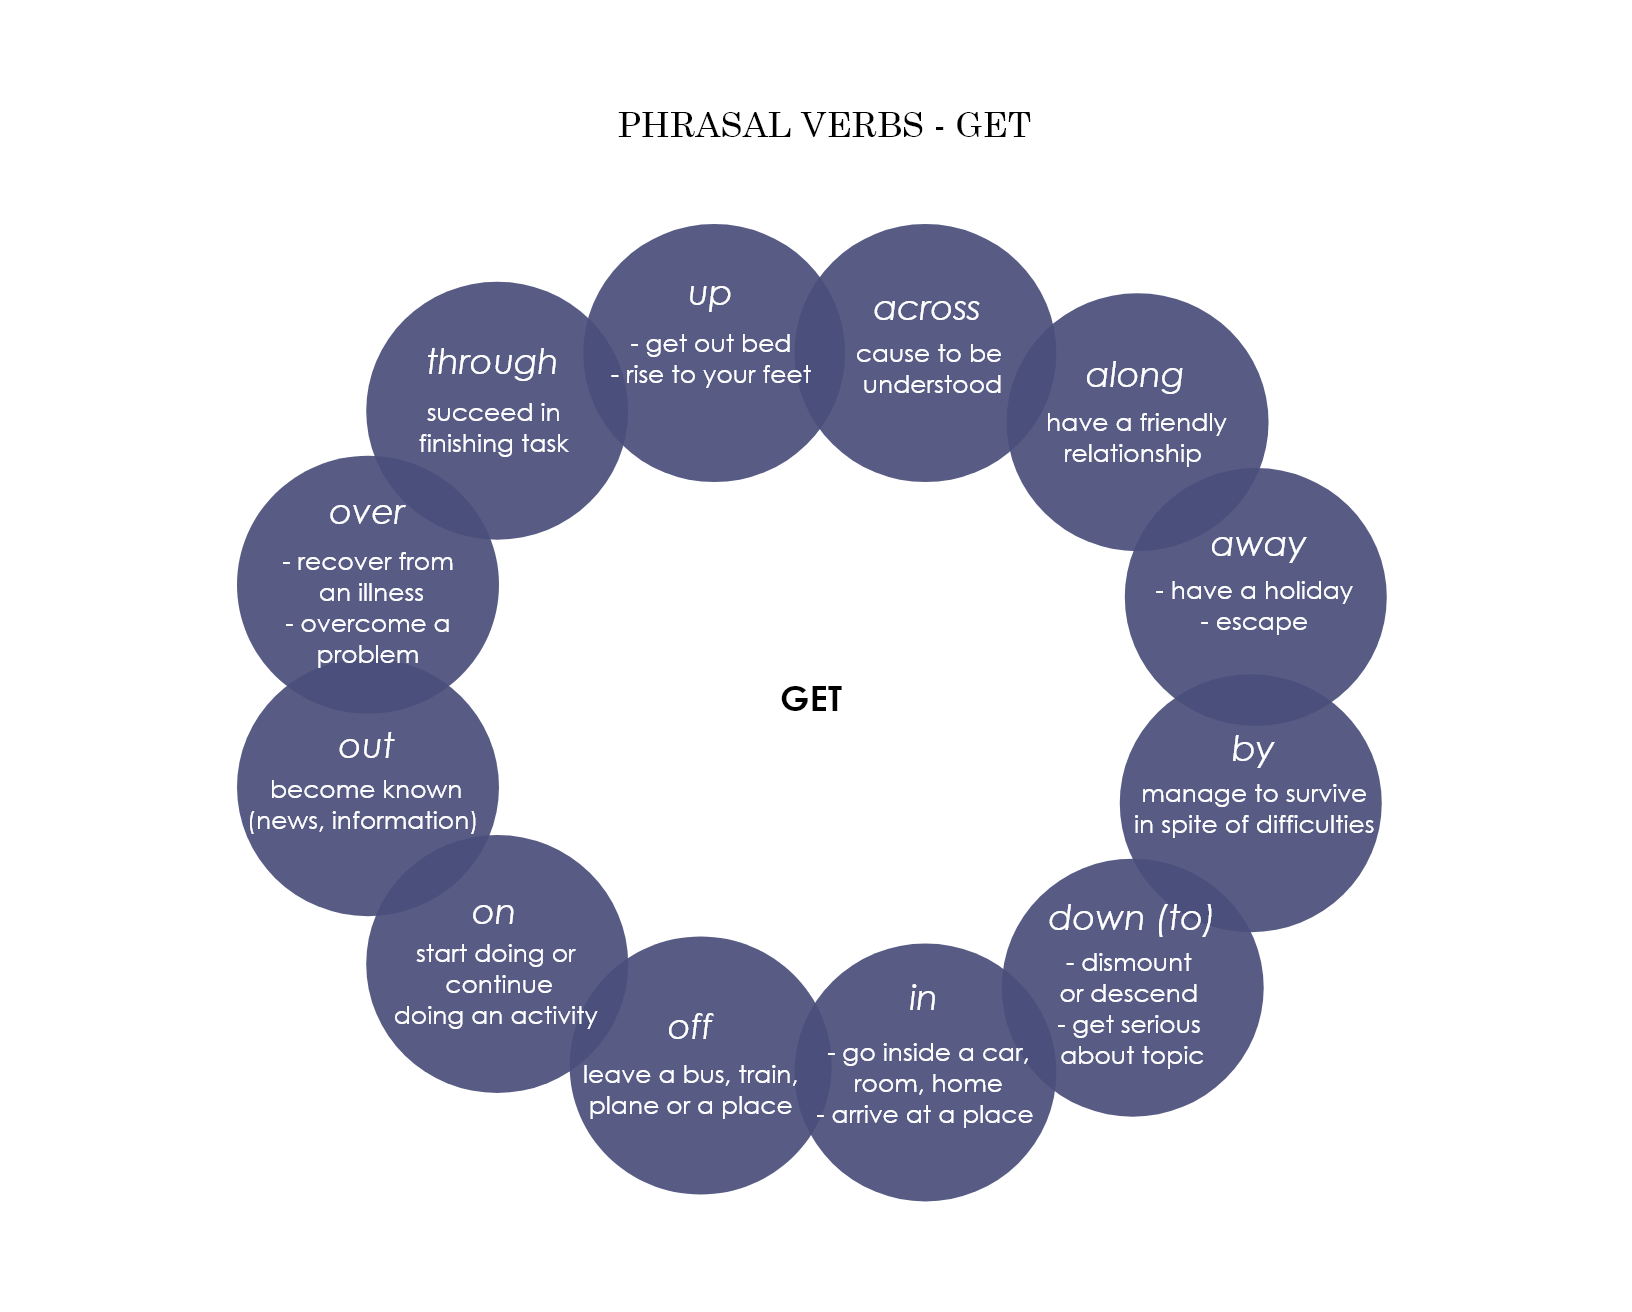 PHRASAL VERBS - GET
up
- get out bed
- rise to your feet
across
cause to be
understood
along
have a friendly
relationship
away
- have a holiday
- escape
by
manage to survive
in spite of difficulties
down (to)
- dismount
or descend
- get serious
about topic
in
- go inside a car,
room, home
- arrive at a place
off
leave a bus, train,
plane or a place
on
start doing or
continue
doing an activity
out
become known
(news, information)
over
- recover from
an illness
- overcome a
problem
through
succeed in
finishing task
GET